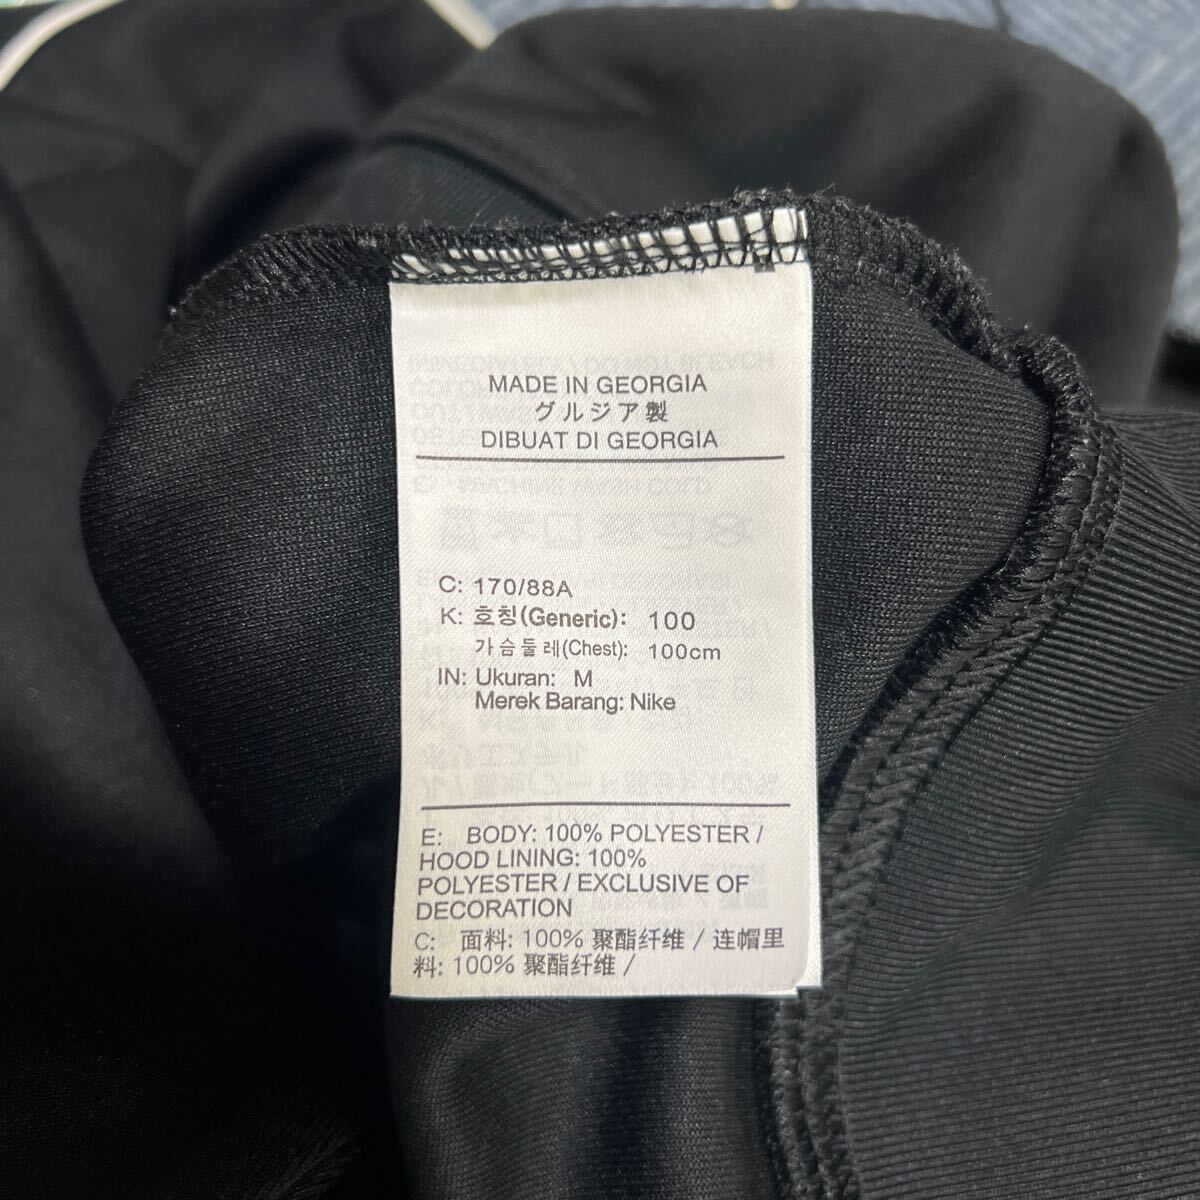 MADE IN GEORGIA
グルジア製
DIBUAT DI GEORGIA
C: 170/88A
K: 호칭(Generic): 100
가슴둘레(Chest): 100cm
IN: Ukuran: M
Merek Barang: Nike
E: BODY: 100% POLYESTER /
HOOD LINING: 100%
POLYESTER / EXCLUSIVE OF
DECORATION
C: 面料: 100% 聚酯纤维 / 连帽里
料: 100% 聚酯纤维 /